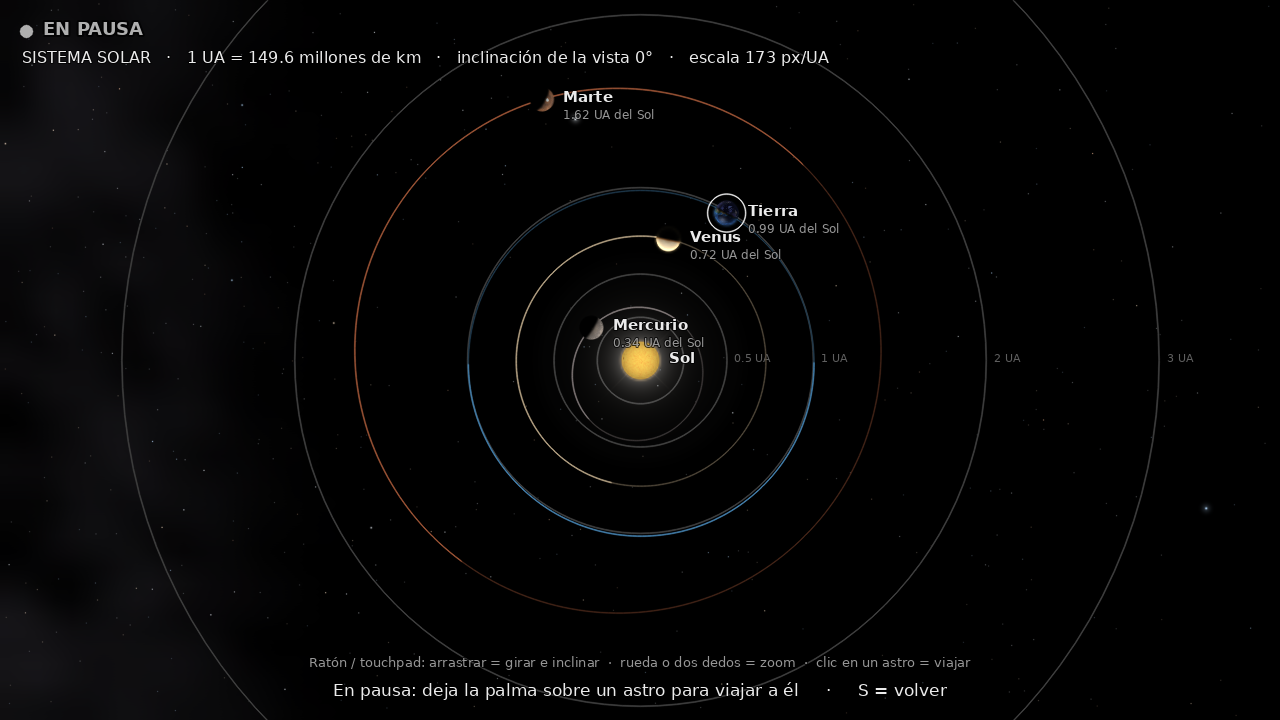 EN PAUSA
SISTEMA SOLAR · 1 UA = 149.6 millones de km · inclinación de la vista 0° · escala 173 px/UA
Marte
1.62 UA del Sol
Tierra
0.99 UA del Sol
Venus
0.72 UA del Sol
Mercurio
0.34 UA del Sol
Sol
0.5 UA
1 UA
2 UA
3 UA
Ratón / touchpad: arrastrar = girar e inclinar · rueda o dos dedos = zoom · clic en un astro = viajar
En pausa: deja la palma sobre un astro para viajar a él · S = volver